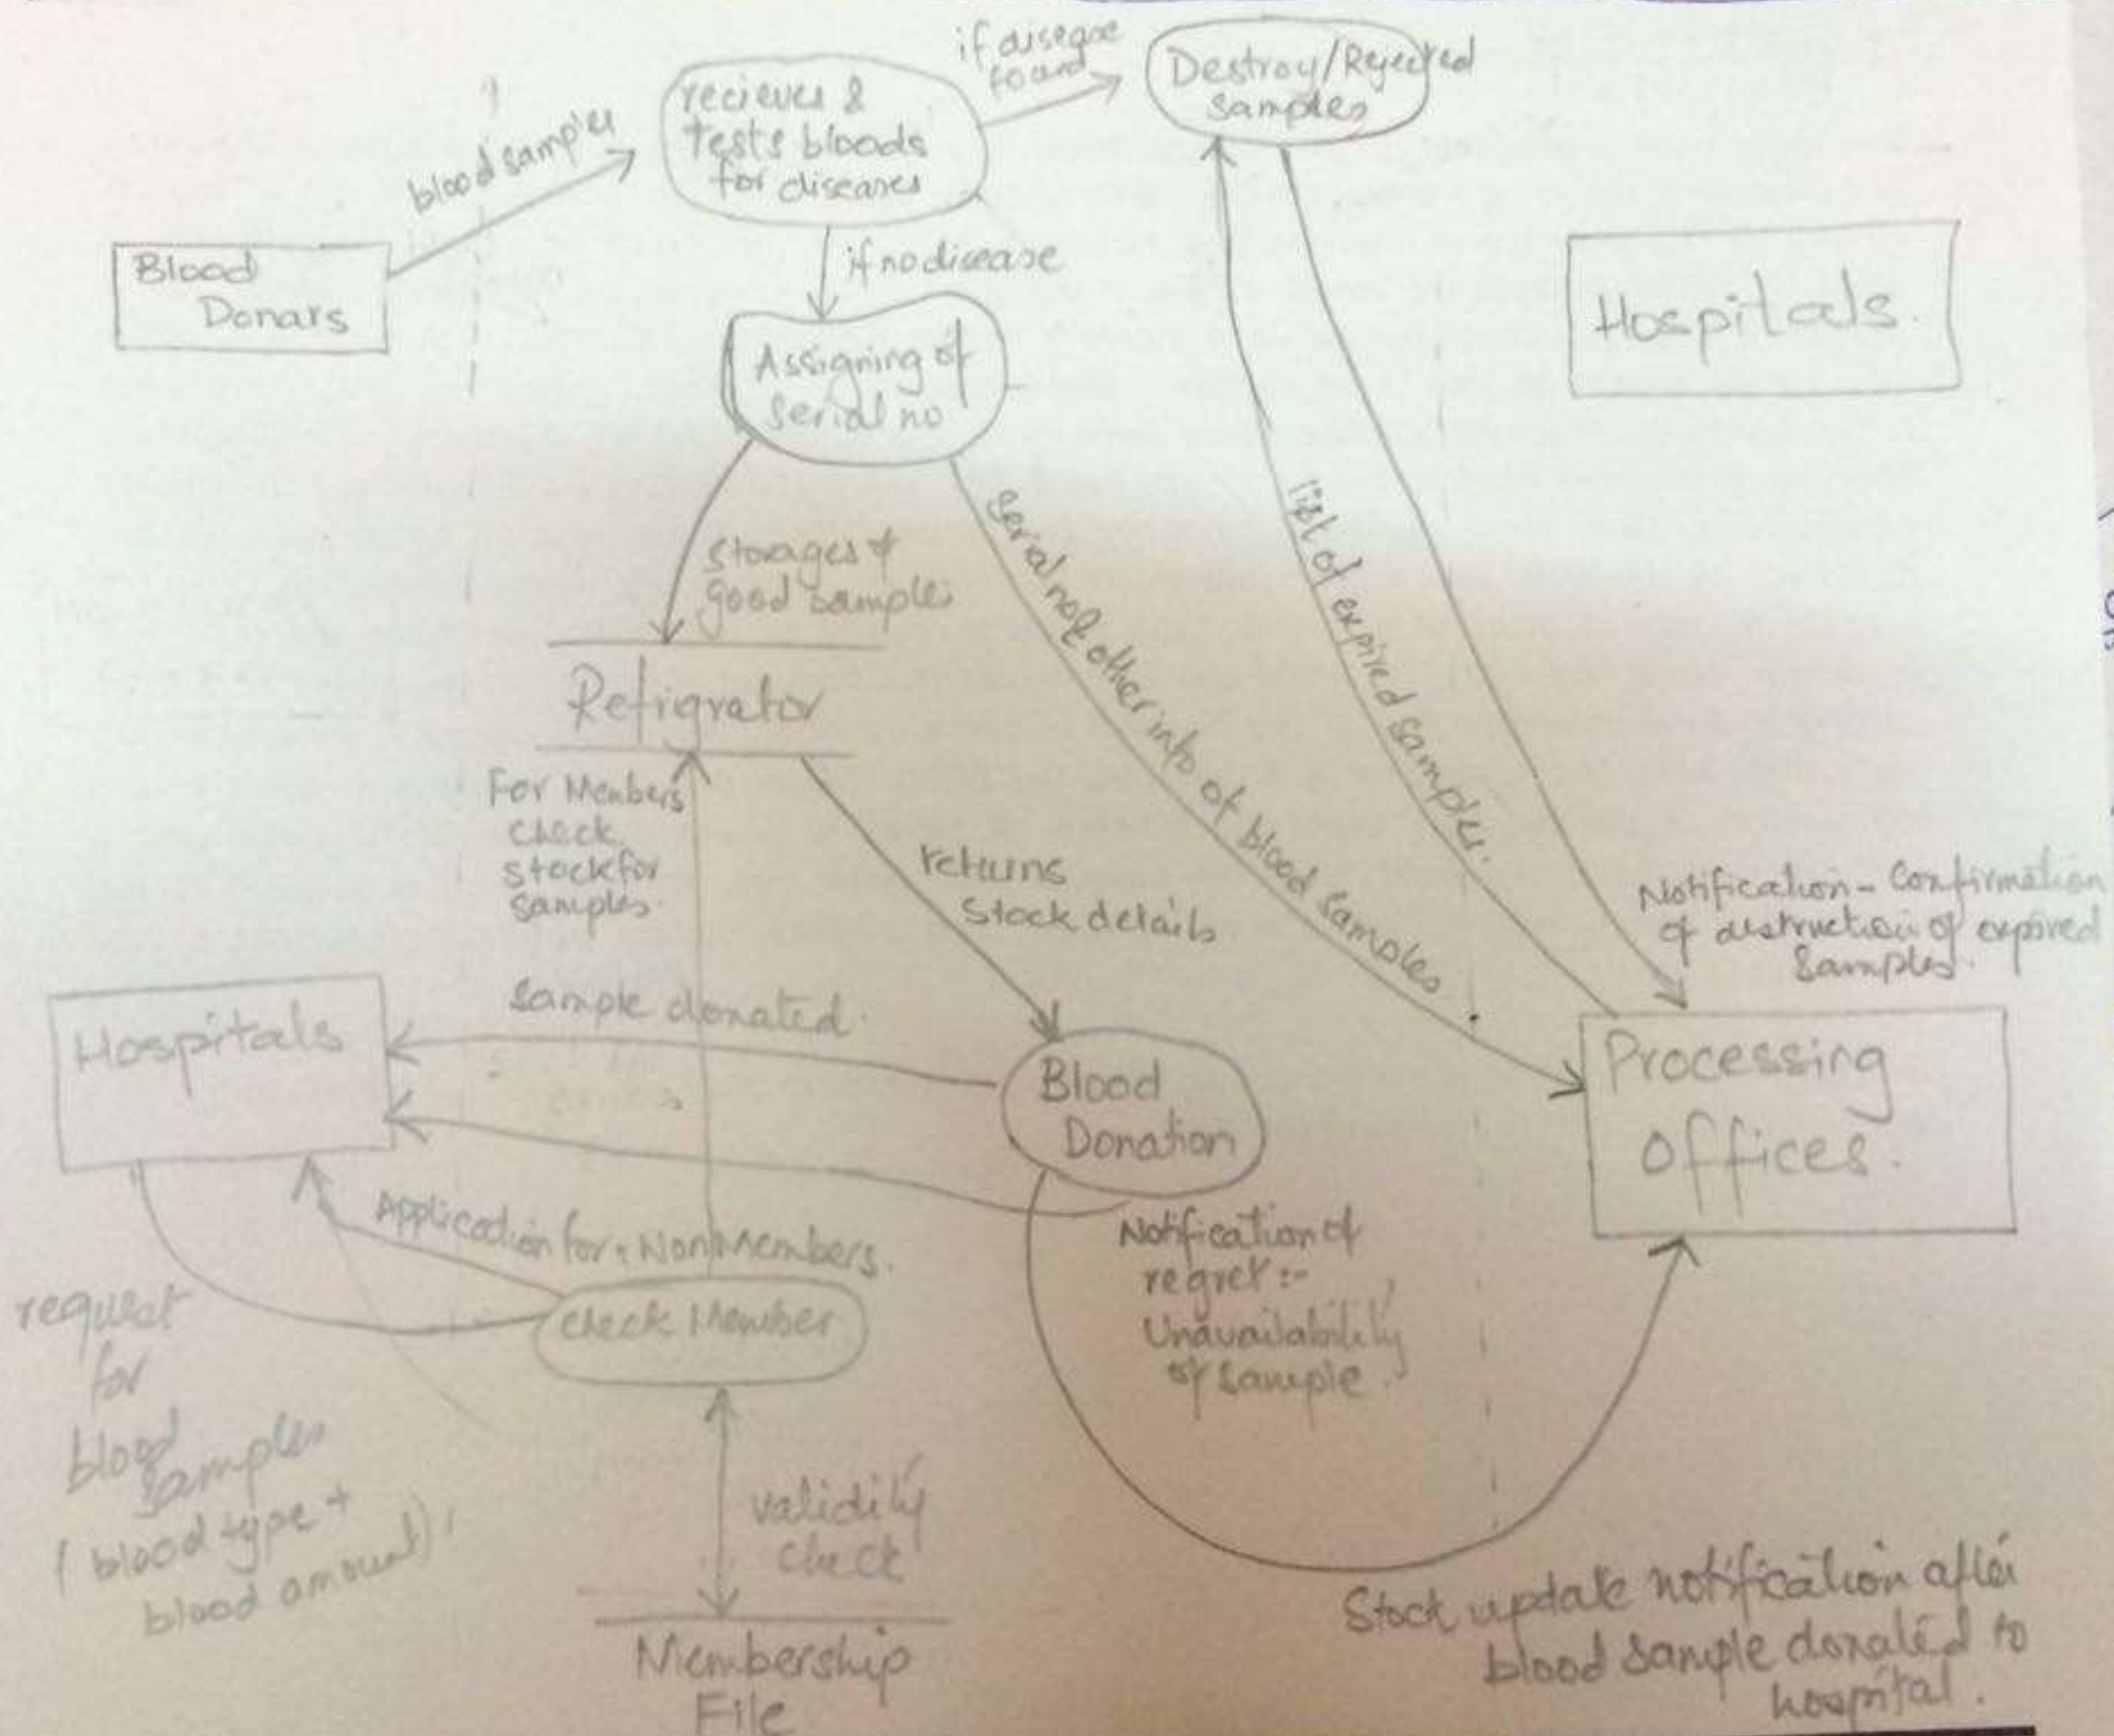 if disease
found
Destroy/Rejected
samples
recieves &
tests bloods
for diseases
blood samples
Blood
Donars
if no disease
Hospitals.
Assigning of
serial no
storages of
good samples
Serial no & other info of blood samples
list of expired samples.
Refrigrator
For Members
check
stock for
samples.
returns
Stock details.
Notification - Confirmation
of destruction of expired
Samples.
Hospitals
Sample donated.
Blood
Donation
Processing
Offices.
Application for : Non Members.
Notification of
regret :-
Unavailability
of sample.
request
for
blood
samples
(blood type +
blood amount)
check Member
validity
check
Membership
File
Stock update notification after
blood sample donated to
hospital.